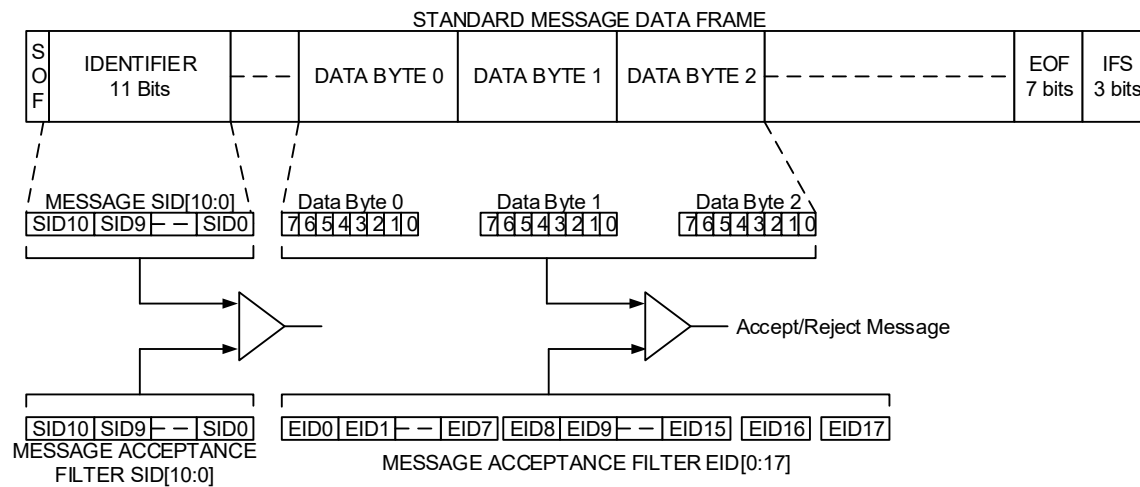 STANDARD MESSAGE DATA FRAME
SOF
IDENTIFIER
11 Bits
DATA BYTE 0
DATA BYTE 1
DATA BYTE 2
EOF
7 bits
IFS
3 bits
MESSAGE SID[10:0]
Data Byte 0
Data Byte 1
Data Byte 2
SID10 SID9 SID0
7 6 5 4 3 2 1 0
7 6 5 4 3 2 1 0
7 6 5 4 3 2 1 0
Accept/Reject Message
SID10 SID9 SID0
EID0 EID1 EID7 EID8 EID9 EID15 EID16 EID17
MESSAGE ACCEPTANCE
FILTER SID[10:0]
MESSAGE ACCEPTANCE FILTER EID[0:17]